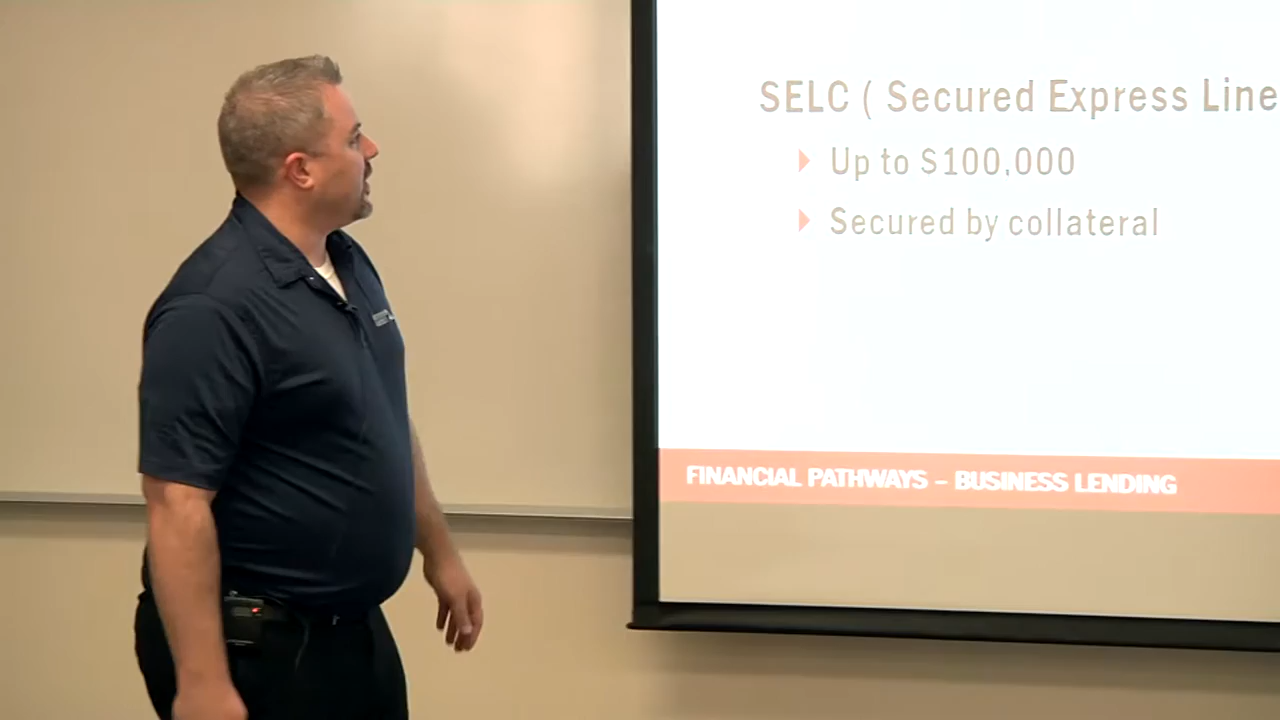 SELC ( Secured Express Line
Up to $100,000
Secured by collateral
FINANCIAL PATHWAYS – BUSINESS LENDING